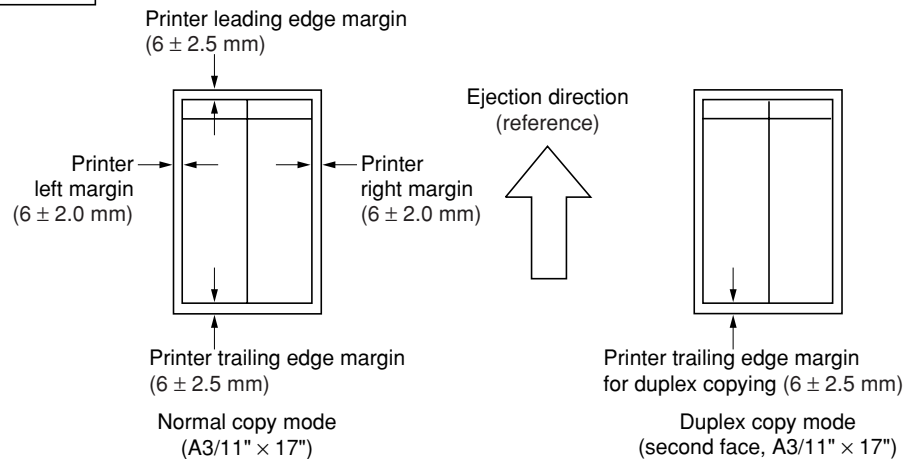 Printer leading edge margin
(6 ± 2.5 mm)
Ejection direction
(reference)
Printer
left margin
(6 ± 2.0 mm)
Printer
right margin
(6 ± 2.0 mm)
Printer trailing edge margin
(6 ± 2.5 mm)
Normal copy mode
(A3/11" × 17")
Printer trailing edge margin
for duplex copying (6 ± 2.5 mm)
Duplex copy mode
(second face, A3/11" × 17")